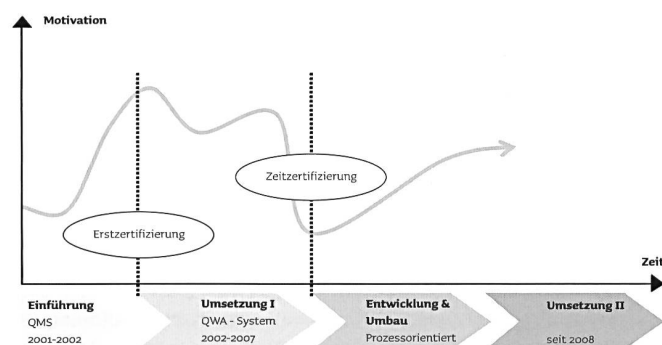 Motivation
Zeitzertifizierung
Erstzertifizierung
Zeit
Einführung
QMS
2001-2002
Umsetzung I
QWA - System
2002-2007
Entwicklung &
Umbau
Prozessorientiert
Umsetzung II
seit 2008